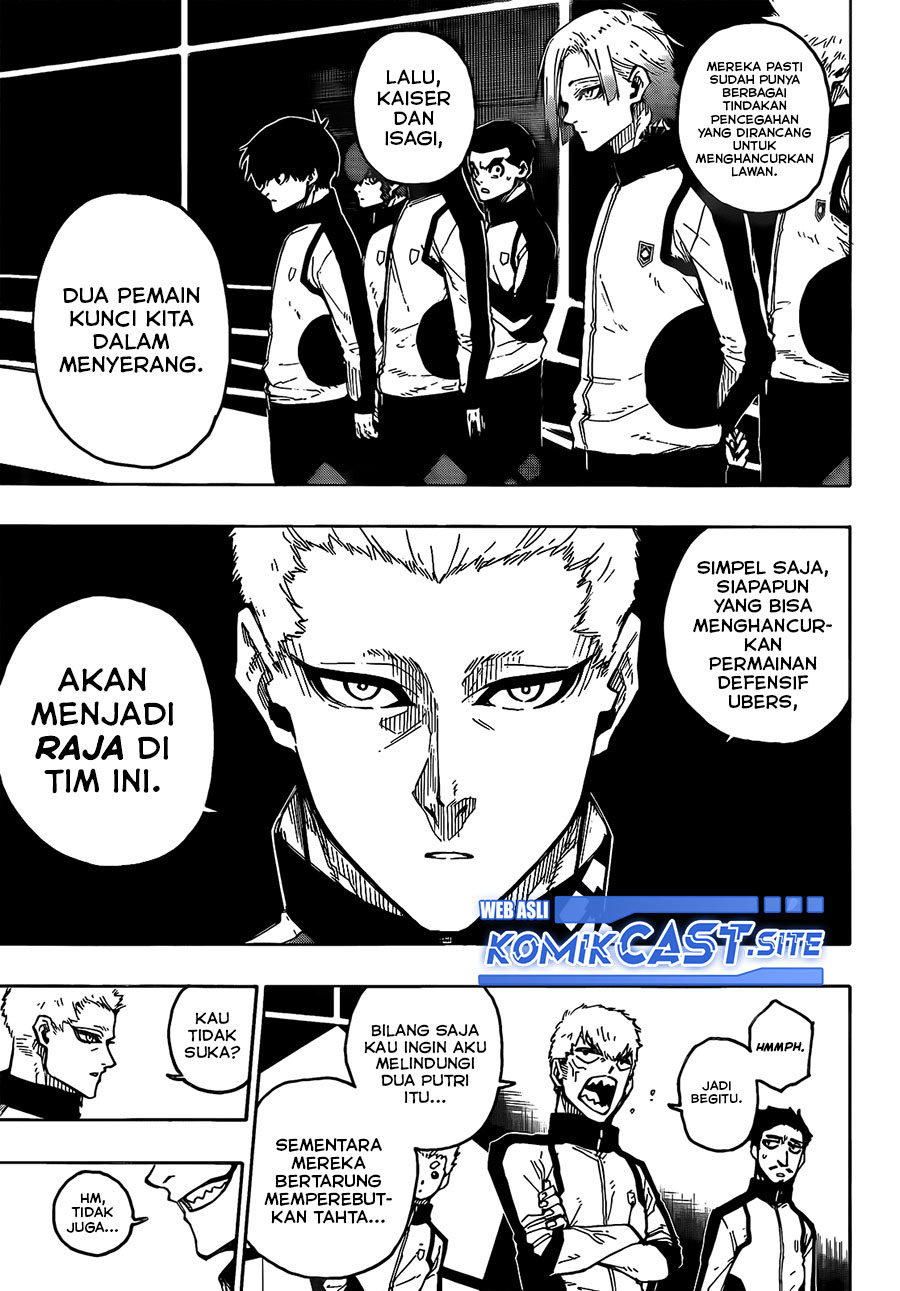 MEREKA PASTI
SUDAH PUNYA
BERBAGAI
TINDAKAN
PENCEGAHAN
YANG DIRANCANG
UNTUK
MENGHANCURKAN
LAWAN.
LALU,
KAISER
DAN
ISAGI,
DUA PEMAIN
KUNCI KITA
DALAM
MENYERANG.
SIMPEL SAJA,
SIAPAPUN
YANG BISA
MENGHANCUR-
KAN
PERMAINAN
DEFENSIF
UBERS,
AKAN
MENJADI
RAJA DI
TIM INI.
WEB ASLI
KOMIKCAST.SITE
HMMPH.
JADI
BEGITU.
BILANG SAJA
KAU INGIN AKU
MELINDUNGI
DUA PUTRI
ITU...
SEMENTARA
MEREKA
BERTARUNG
MEMPEREBUT-
KAN TAHTA...
KAU
TIDAK
SUKA?
HM,
TIDAK
JUGA...